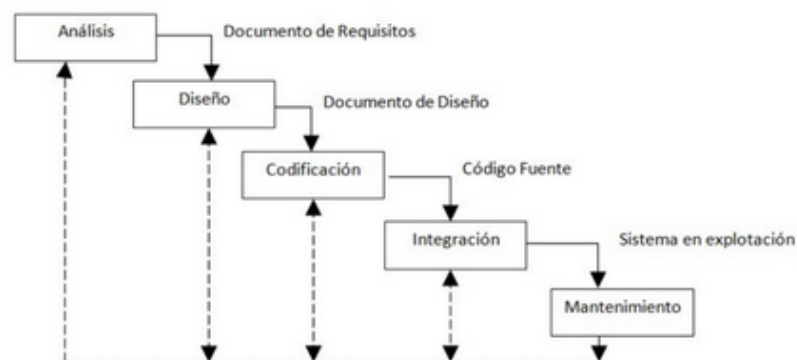 Análisis
Documento de Requisitos
Diseño
Documento de Diseño
Codificación
Código Fuente
Integración
Sistema en explotación
Mantenimiento